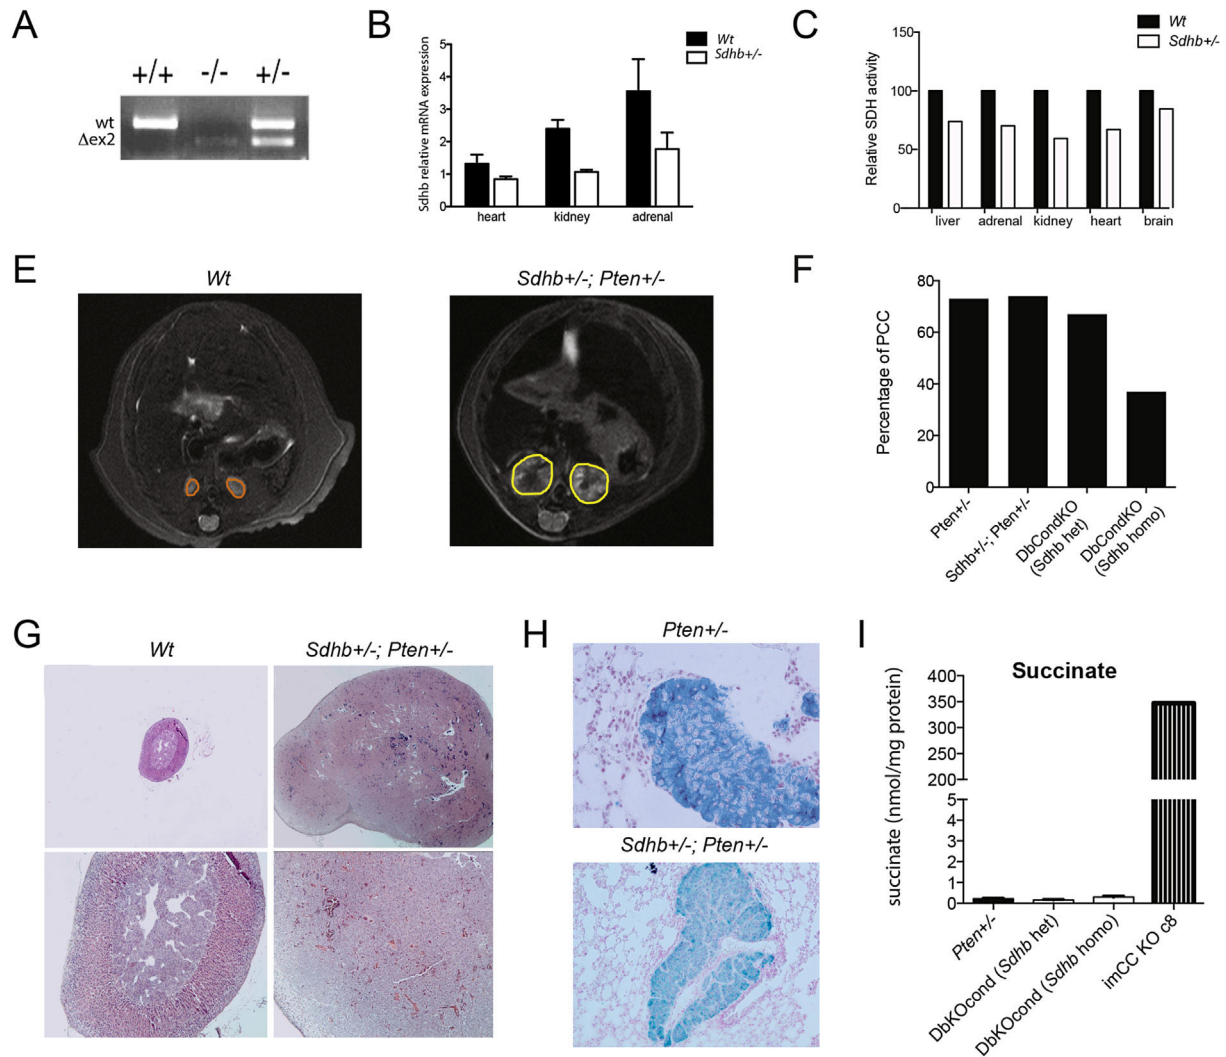 A
+/+ -/- +/-
wt
Δex2
B
Sdhb relative mRNA expression
5
4
3
2
1
0
heart kidney adrenal
Wt
Sdhb+/-
C
Relative SDH activity
150
100
50
0
liver adrenal kidney heart brain
Wt
Sdhb+/-
E
Wt
Sdhb+/-; Pten+/-
F
Percentage of PCC
80
60
40
20
0
Pten+/-
Sdhb+/-; Pten+/-
DbCondKO
(Sdhb het)
DbCondKO
(Sdhb homo)
G
Wt
Sdhb+/-; Pten+/-
H
Pten+/-
Sdhb+/-; Pten+/-
I
Succinate
succinate (nmol/mg protein)
400
350
300
250
200
5
4
3
2
1
0
Pten+/-
DbKOcond (Sdhb het)
DbKOcond (Sdhb homo)
imCC KO c8